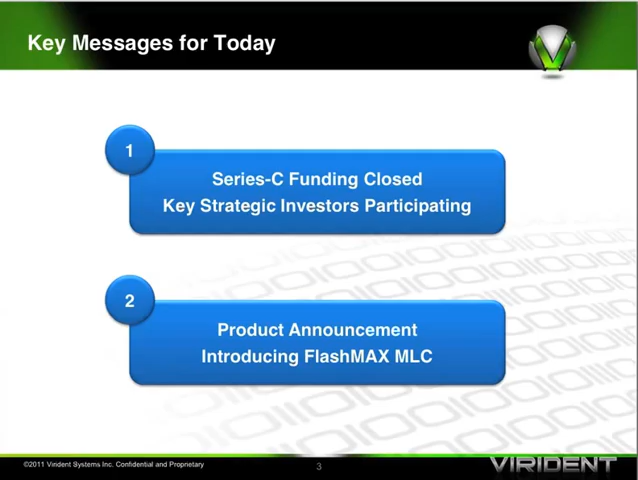 Key Messages for Today
V
1
Series-C Funding Closed
Key Strategic Investors Participating
2
Product Announcement
Introducing FlashMAX MLC
©2011 Virident Systems Inc. Confidential and Proprietary
3
VIRIDENT